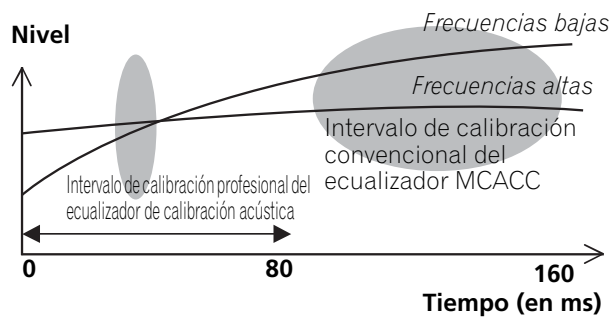 Nivel
Frecuencias bajas
Frecuencias altas
Intervalo de calibración
convencional del
ecualizador MCACC
Intervalo de calibración profesional del
ecualizador de calibración acústica
0
80
160
Tiempo (en ms)